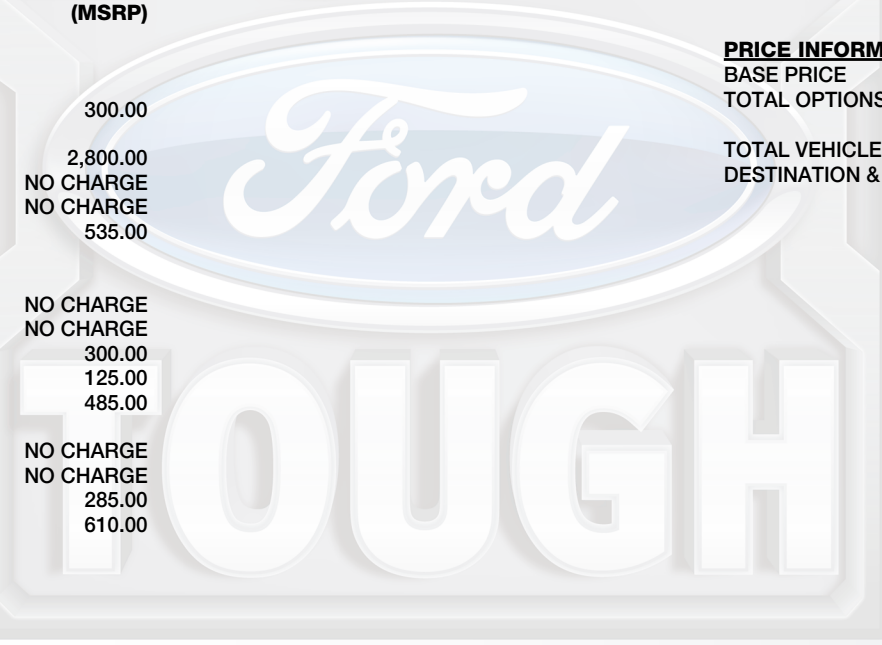 (MSRP)
300.00
2,800.00
NO CHARGE
NO CHARGE
535.00
NO CHARGE
NO CHARGE
300.00
125.00
485.00
NO CHARGE
NO CHARGE
285.00
610.00
PRICE INFORM
BASE PRICE
TOTAL OPTIONS
TOTAL VEHICLE
DESTINATION &
Ford
TOUGH